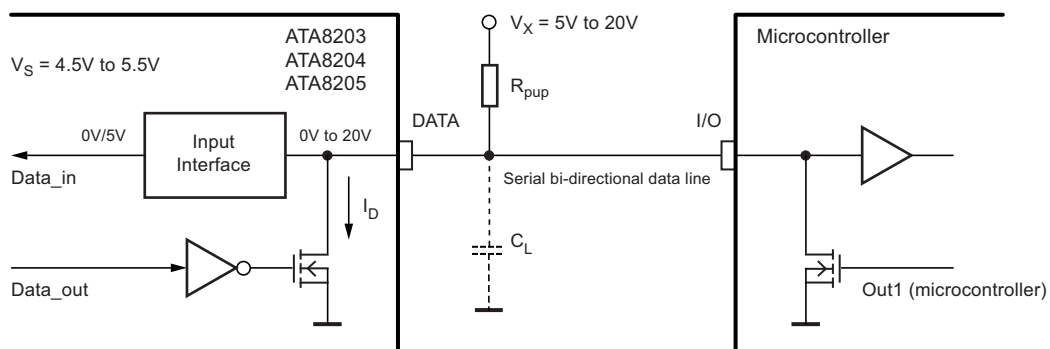 V_X = 5V to 20V
ATA8203
ATA8204
ATA8205
Microcontroller
V_S = 4.5V to 5.5V
R_pup
0V/5V
Input
Interface
0V to 20V
DATA
I/O
Data_in
Serial bi-directional data line
I_D
C_L
Data_out
Out1 (microcontroller)